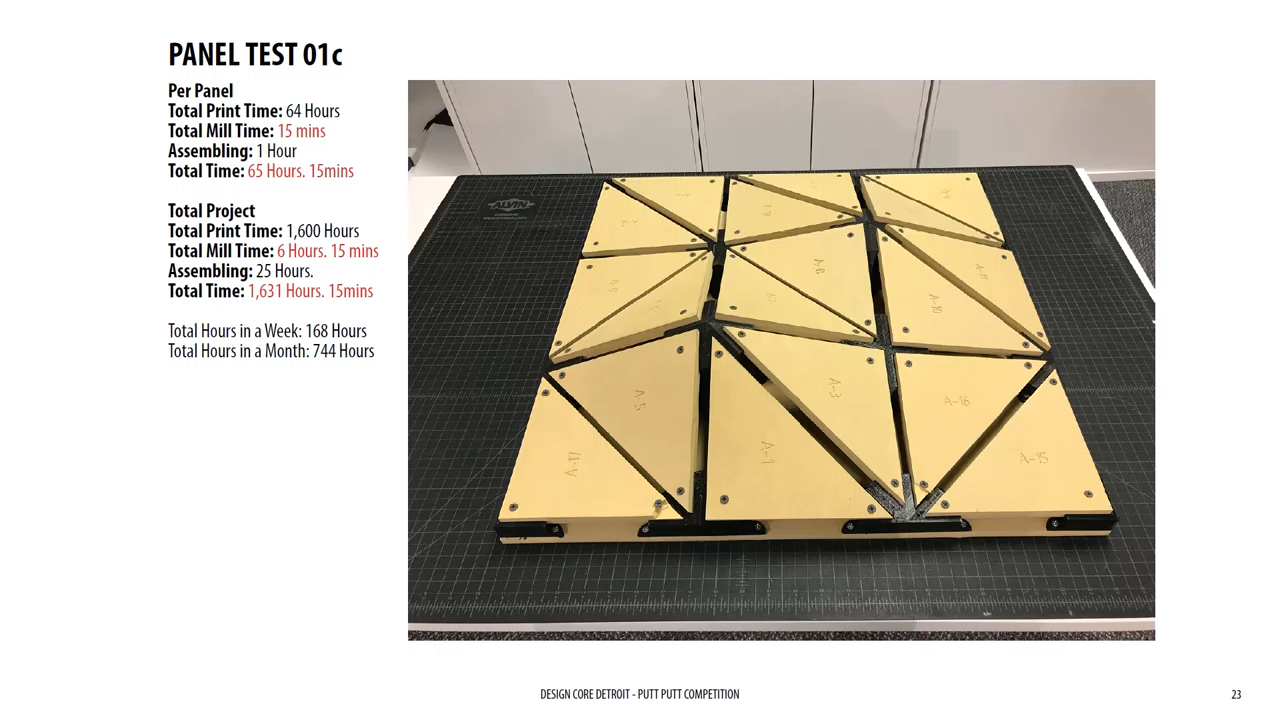 PANEL TEST 01c
Per Panel
Total Print Time: 64 Hours
Total Mill Time: 15 mins
Assembling: 1 Hour
Total Time: 65 Hours. 15mins
Total Project
Total Print Time: 1,600 Hours
Total Mill Time: 6 Hours. 15 mins
Assembling: 25 Hours.
Total Time: 1,631 Hours. 15mins
Total Hours in a Week: 168 Hours
Total Hours in a Month: 744 Hours
ALVIN
A-10
A-5
A-3
A-16
A-17
A-1
A-15
DESIGN CORE DETROIT - PUTT PUTT COMPETITION
23